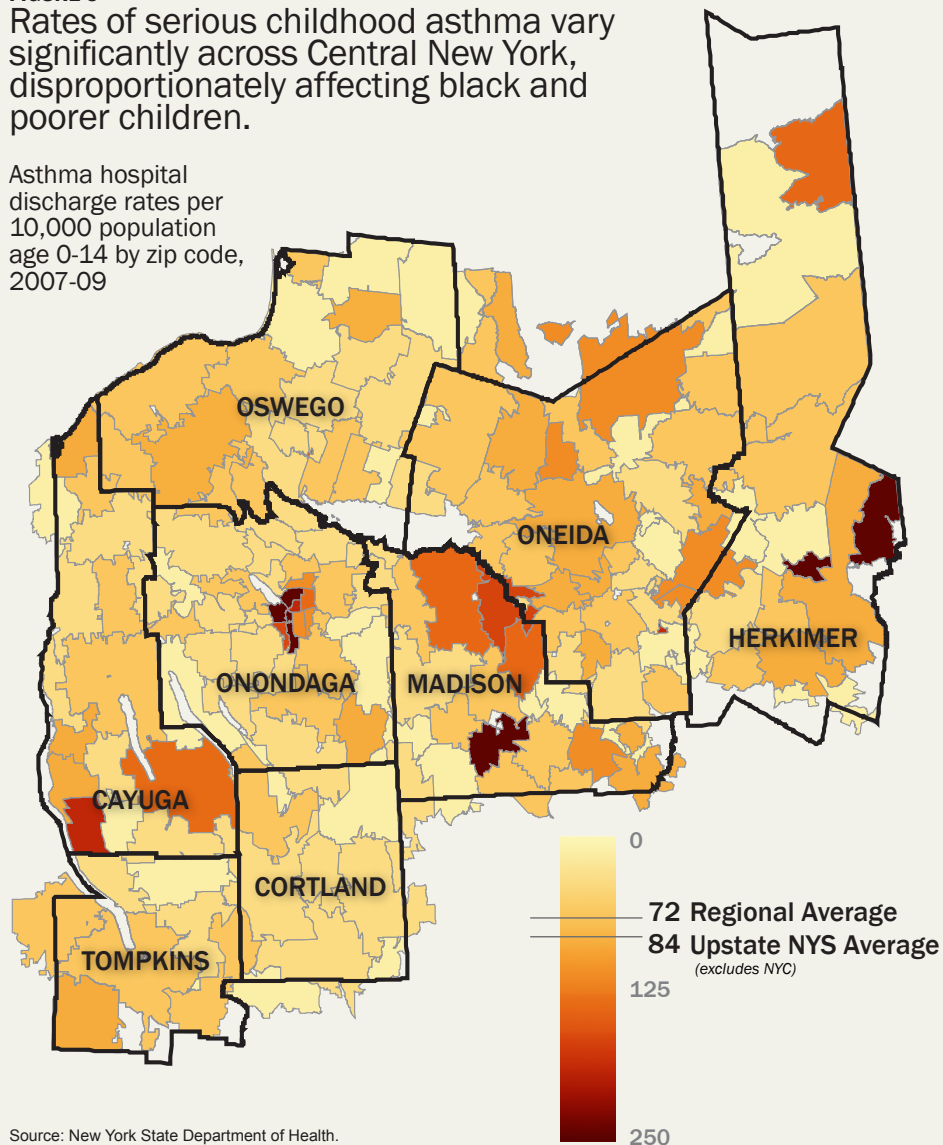 Rates of serious childhood asthma vary
significantly across Central New York,
disproportionately affecting black and
poorer children.
Asthma hospital
discharge rates per
10,000 population
age 0-14 by zip code,
2007-09
OSWEGO
ONEIDA
HERKIMER
ONONDAGA
MADISON
CAYUGA
CORTLAND
TOMPKINS
0
72 Regional Average
84 Upstate NYS Average
(excludes NYC)
125
250
Source: New York State Department of Health.